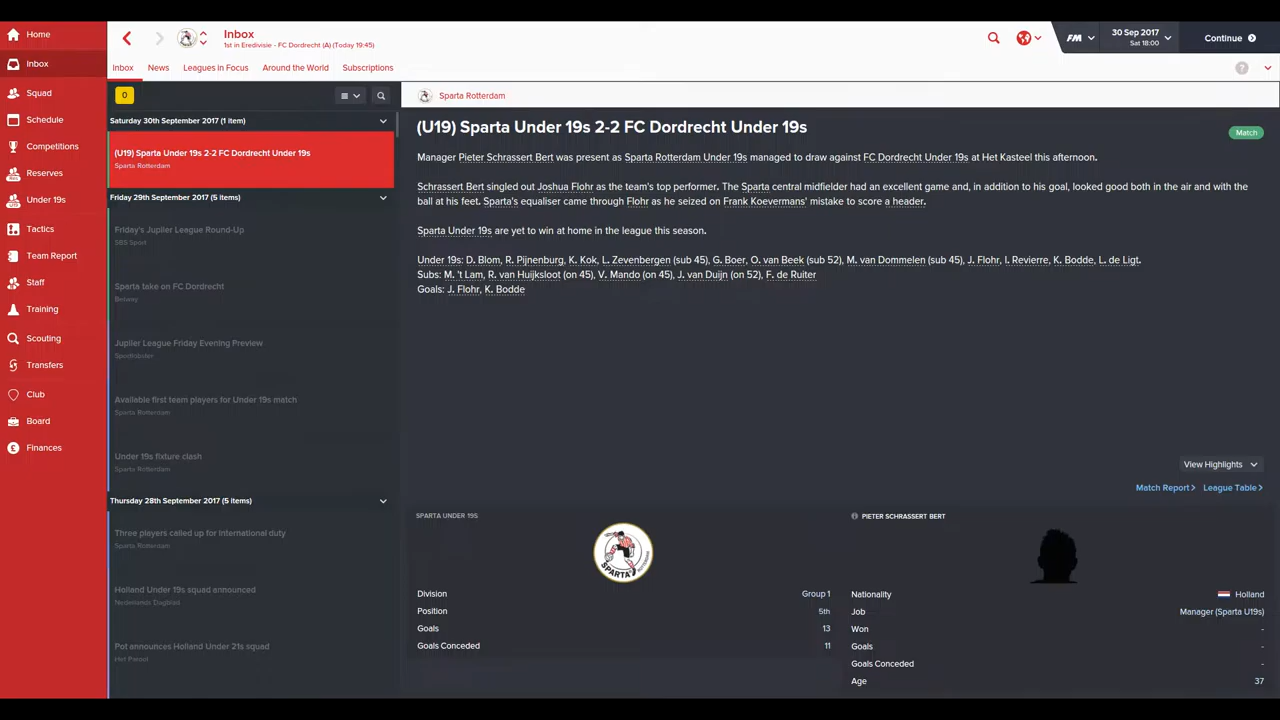 Home
Inbox
Squad
Schedule
Competitions
Reserves
Under 19s
Tactics
Team Report
Staff
Training
Scouting
Transfers
Club
Board
Finances
Inbox
1st in Eredivisie - FC Dordrecht (A) (Today 19:45)
FM
30 Sep 2017
Sat 18:00
Continue
Inbox News Leagues in Focus Around the World Subscriptions
?
0
Saturday 30th September 2017 (1 item)
(U19) Sparta Under 19s 2-2 FC Dordrecht Under 19s
Sparta Rotterdam
Friday 29th September 2017 (5 items)
Friday's Jupiler League Round-Up
SBS Sport
Sparta take on FC Dordrecht
Betway
Jupiler League Friday Evening Preview
Sportlobster
Available first team players for Under 19s match
Sparta Rotterdam
Under 19s fixture clash
Sparta Rotterdam
Thursday 28th September 2017 (5 items)
Three players called up for international duty
Sparta Rotterdam
Holland Under 19s squad announced
Nederlands Dagblad
Pot announces Holland Under 21s squad
Het Parool
Sparta Rotterdam
(U19) Sparta Under 19s 2-2 FC Dordrecht Under 19s
Match
Manager Pieter Schrassert Bert was present as Sparta Rotterdam Under 19s managed to draw against FC Dordrecht Under 19s at Het Kasteel this afternoon.
Schrassert Bert singled out Joshua Flohr as the team's top performer. The Sparta central midfielder had an excellent game and, in addition to his goal, looked good both in the air and with the
ball at his feet. Sparta's equaliser came through Flohr as he seized on Frank Koevermans' mistake to score a header.
Sparta Under 19s are yet to win at home in the league this season.
Under 19s: D. Blom, R. Pijnenburg, K. Kok, L. Zevenbergen (sub 45), G. Boer, O. van Beek (sub 52), M. van Dommelen (sub 45), J. Flohr, I. Revierre, K. Bodde, L. de Ligt.
Subs: M. 't Lam, R. van Huijksloot (on 45), V. Mando (on 45), J. van Duijn (on 52), F. de Ruiter
Goals: J. Flohr, K. Bodde
View Highlights
Match Report League Table
SPARTA UNDER 19S
SPARTA
Division Group 1
Position 5th
Goals 13
Goals Conceded 11
PIETER SCHRASSERT BERT
Nationality Holland
Job Manager (Sparta U19s)
Won -
Goals -
Goals Conceded -
Age 37